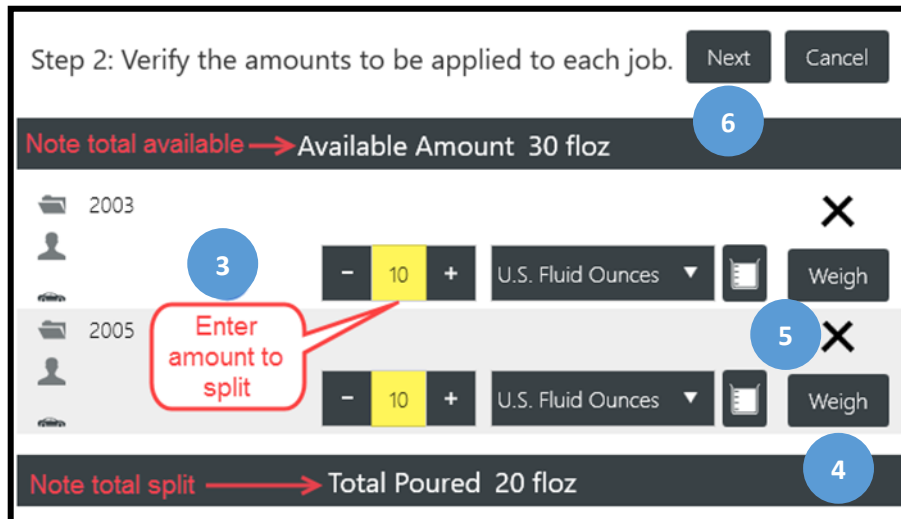 Step 2: Verify the amounts to be applied to each job. Next Cancel
6
Note total available Available Amount 30 floz
2003
3
- 10 + U.S. Fluid Ounces Weigh
2005
Enter
amount to
split
5
- 10 + U.S. Fluid Ounces Weigh
4
Note total split Total Poured 20 floz